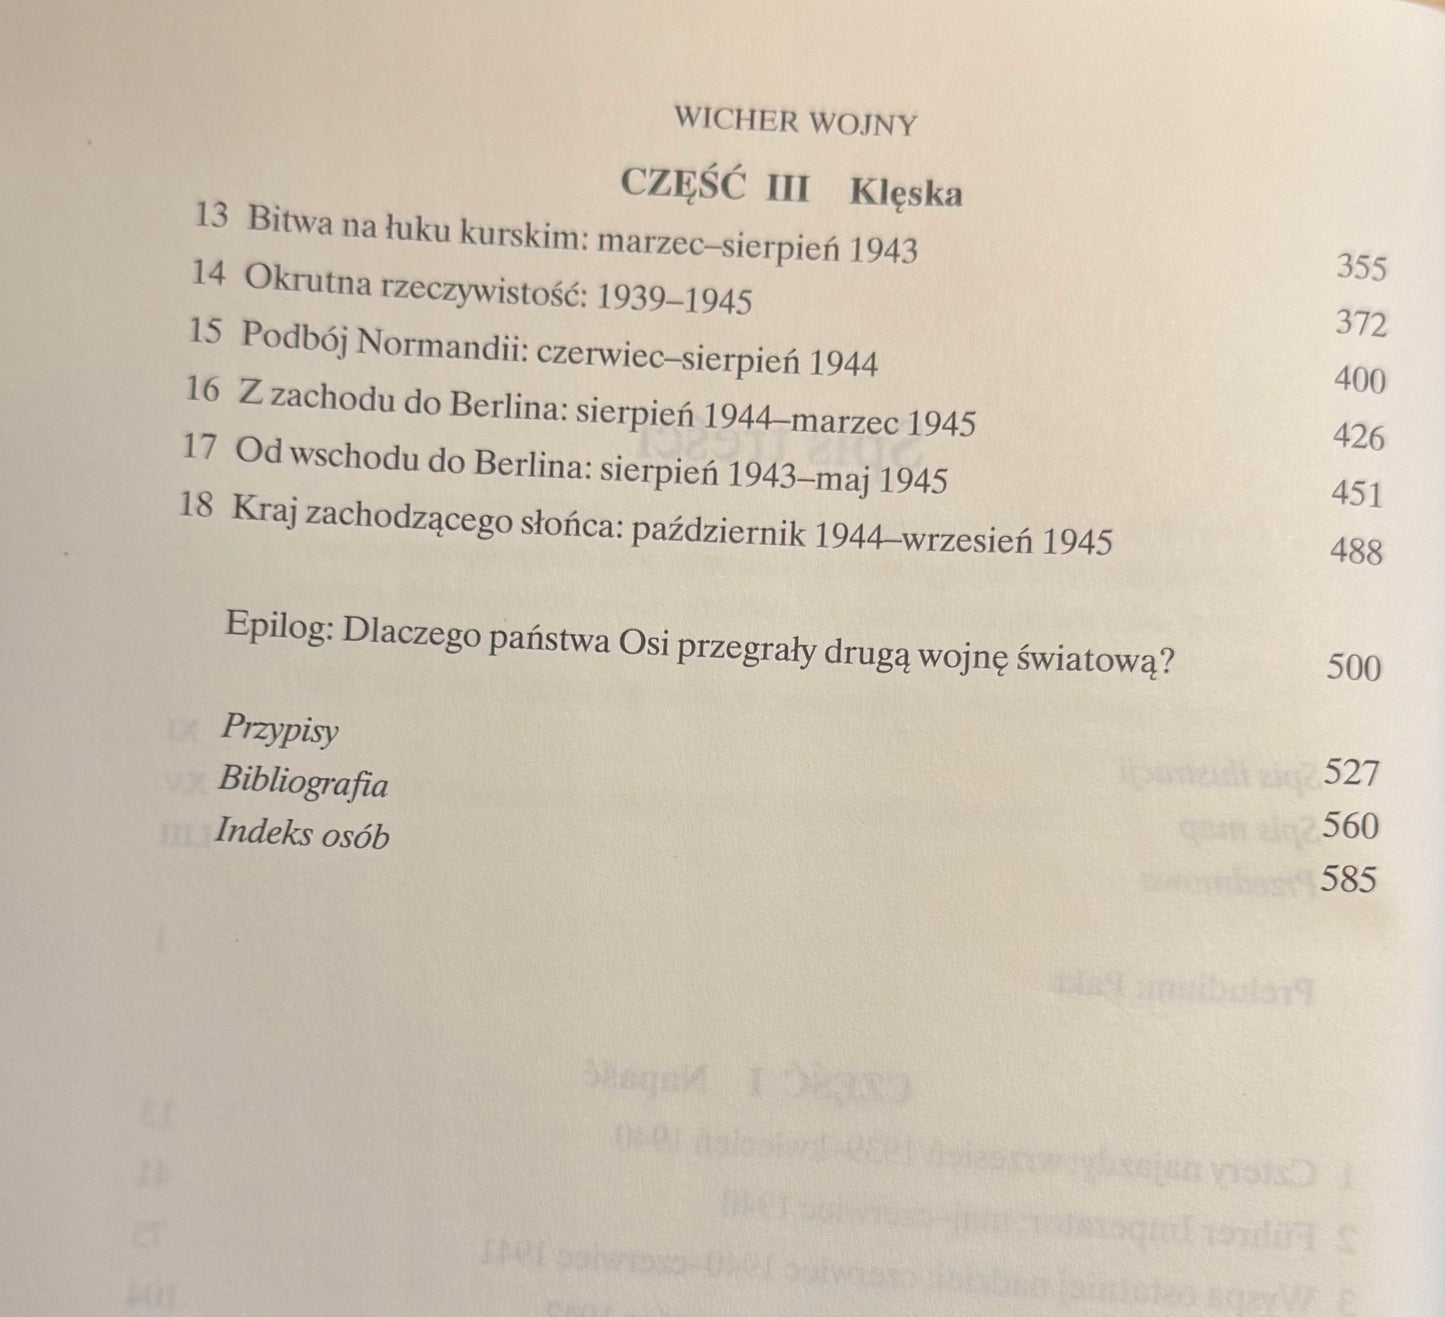 WICHER WOJNY
CZĘŚĆ III Klęska
13 Bitwa na łuku kurskim: marzec–sierpień 1943 355
14 Okrutna rzeczywistość: 1939–1945 372
15 Podbój Normandii: czerwiec–sierpień 1944 400
16 Z zachodu do Berlina: sierpień 1944–marzec 1945 426
17 Od wschodu do Berlina: sierpień 1943–maj 1945 451
18 Kraj zachodzącego słońca: październik 1944–wrzesień 1945 488
Epilog: Dlaczego państwa Osi przegrały drugą wojnę światową? 500
Przypisy 527
Bibliografia 560
Indeks osób 585